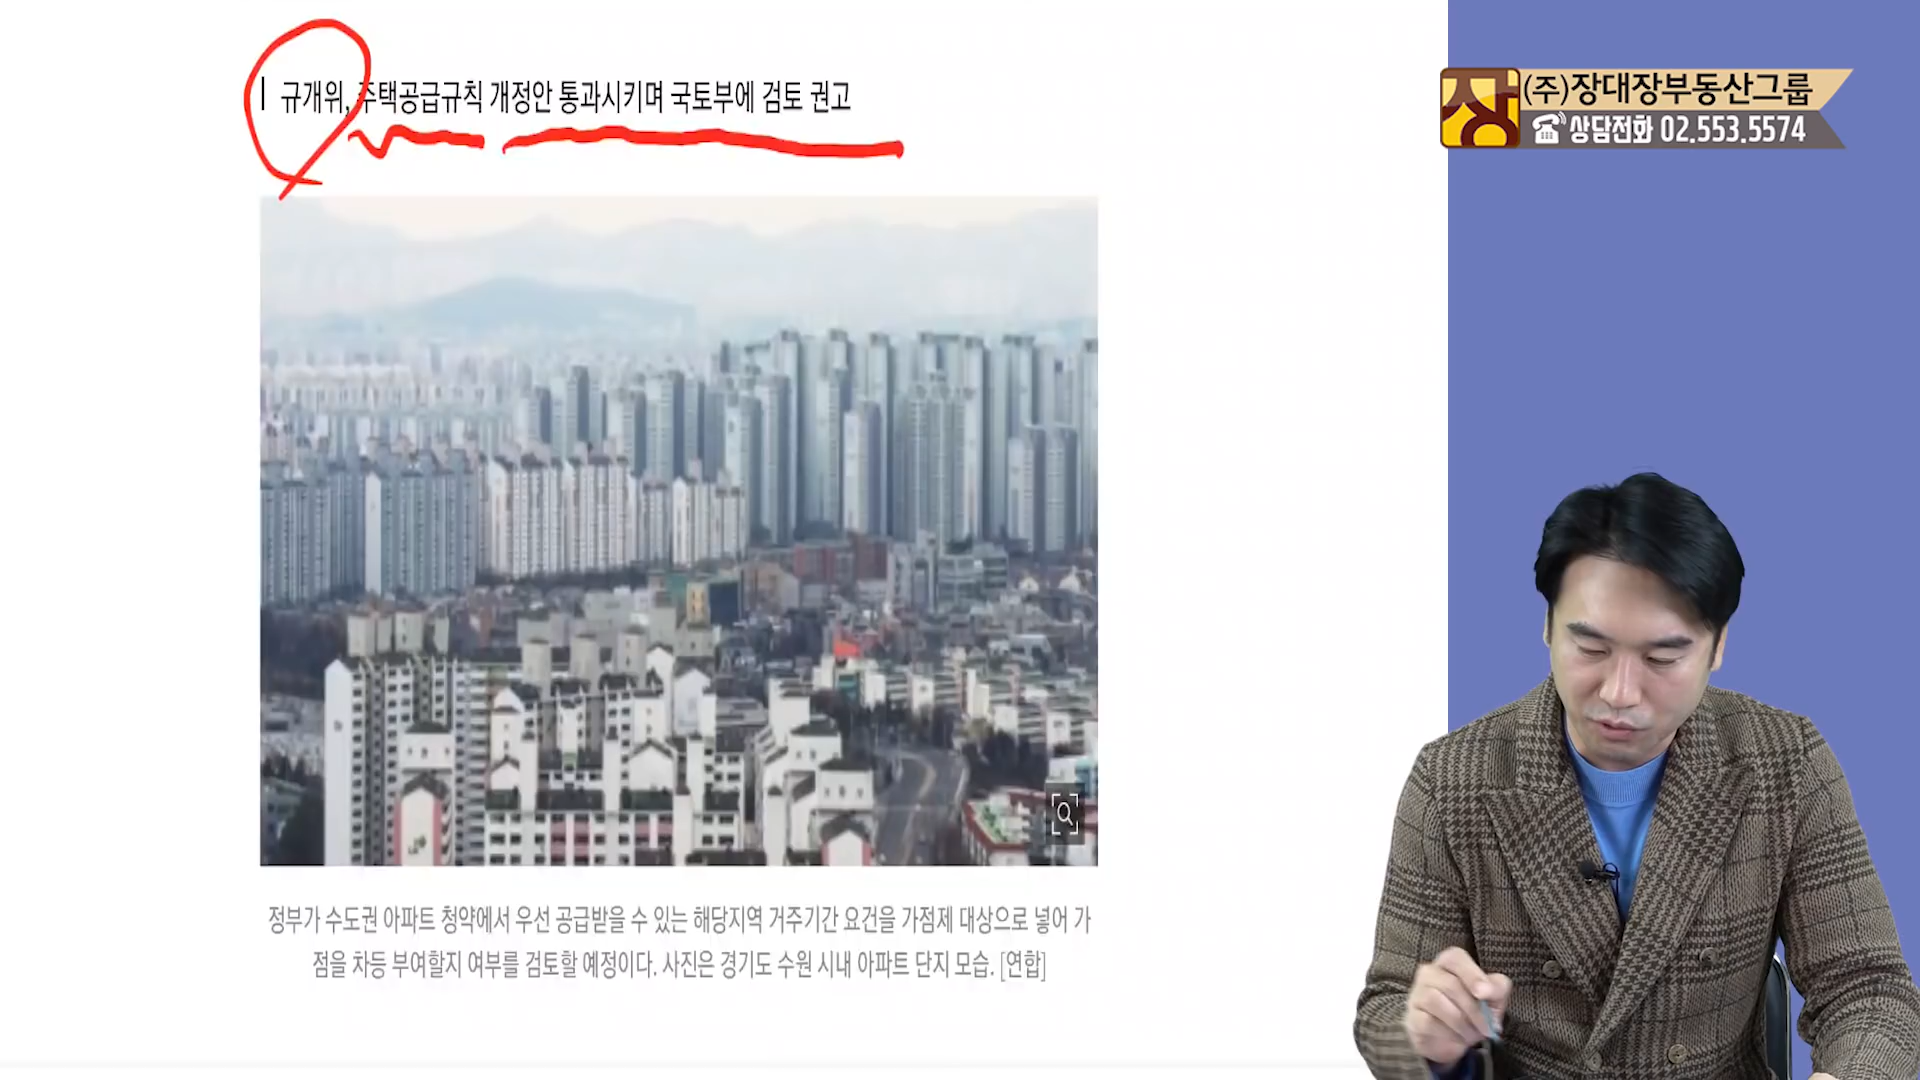 규개위, 주택공급규칙 개정안 통과시키며 국토부에 검토 권고
(주)장대장부동산그룹
장
상담전화 02.553.5574
정부가 수도권 아파트 청약에서 우선 공급받을 수 있는 해당지역 거주기간 요건을 가점제 대상으로 넣어 가
점을 차등 부여할지 여부를 검토할 예정이다. 사진은 경기도 수원 시내 아파트 단지 모습. [연합]